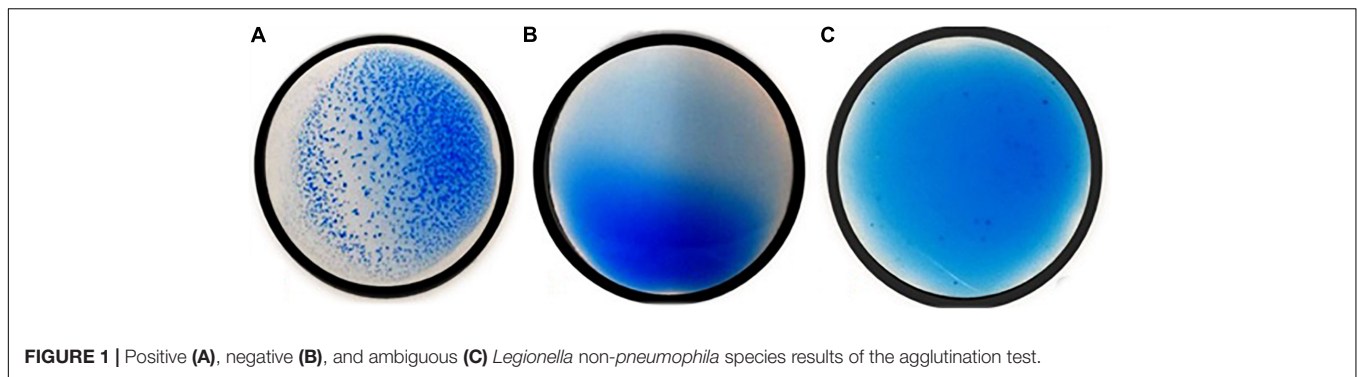 A B C
FIGURE 1 | Positive (A), negative (B), and ambiguous (C) Legionella non-pneumophila species results of the agglutination test.